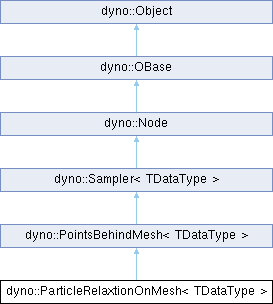 dyno::Object
dyno::OBase
dyno::Node
dyno::Sampler< TDataType >
dyno::PointsBehindMesh< TDataType >
dyno::ParticleRelaxtionOnMesh< TDataType >